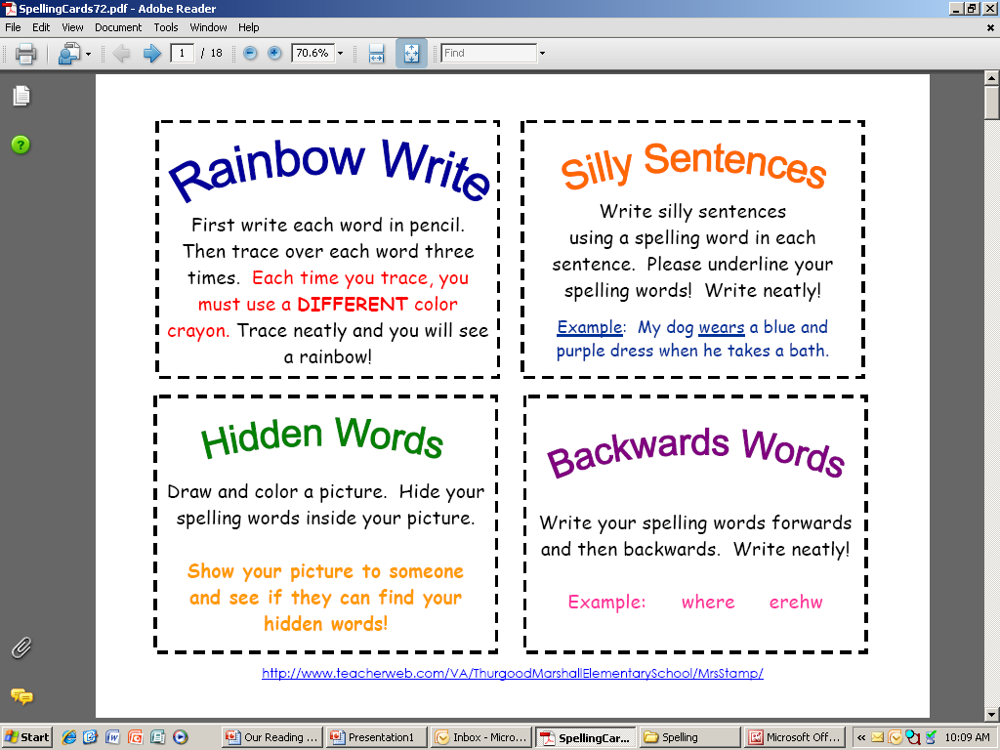 SpellingCards72.pdf - Adobe Reader
File Edit View Document Tools Window Help
1 / 18 70.6% Find
Rainbow Write
First write each word in pencil.
Then trace over each word three
times. Each time you trace, you
must use a DIFFERENT color
crayon. Trace neatly and you will see
a rainbow!
Silly Sentences
Write silly sentences
using a spelling word in each
sentence. Please underline your
spelling words! Write neatly!
Example: My dog wears a blue and
purple dress when he takes a bath.
Hidden Words
Draw and color a picture. Hide your
spelling words inside your picture.
Show your picture to someone
and see if they can find your
hidden words!
Backwards Words
Write your spelling words forwards
and then backwards. Write neatly!
Example: where erehw
http://www.teacherweb.com/VA/ThurgoodMarshallElementarySchool/MrsStamp/
Start Our Reading ... Presentation1 Inbox - Micro... SpellingCar... Spelling Microsoft Off... « 10:09 AM